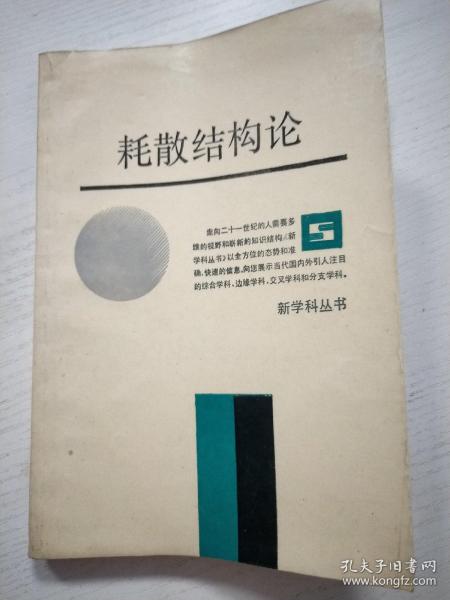 耗散结构论
面向二十一世纪的人需要多
维的视野和崭新的知识结构。《新
学科丛书》以全方位的态势和准
确、快速的信息，向您展示当代国内外引人注目
的综合学科、边缘学科、交叉学科和分支学科。
新学科丛书
孔夫子旧书网
www.kongfz.com